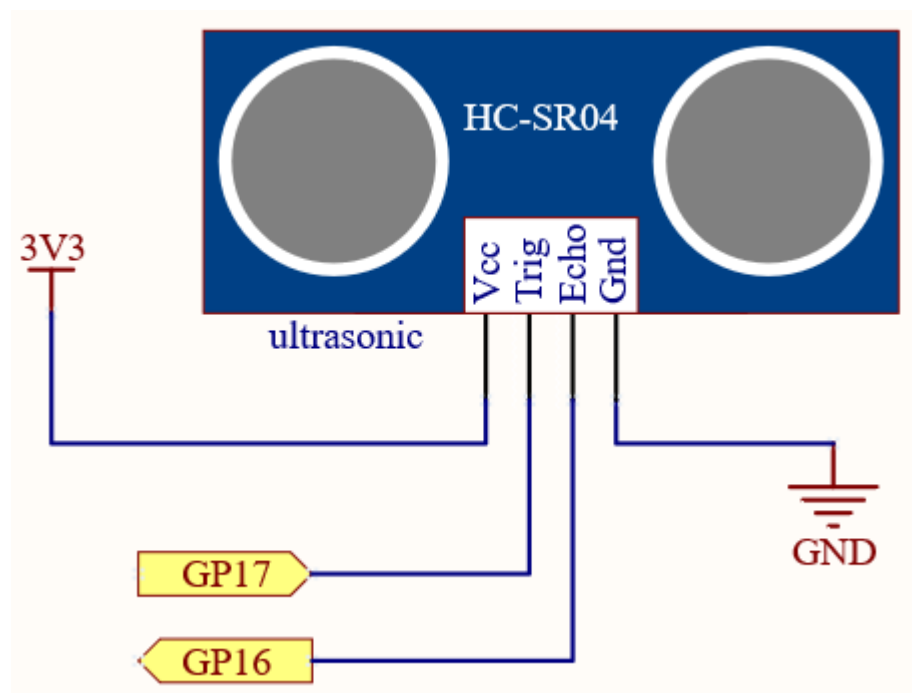 HC-SR04
3V3
Vcc
Trig
Echo
Gnd
ultrasonic
GND
GP17
GP16